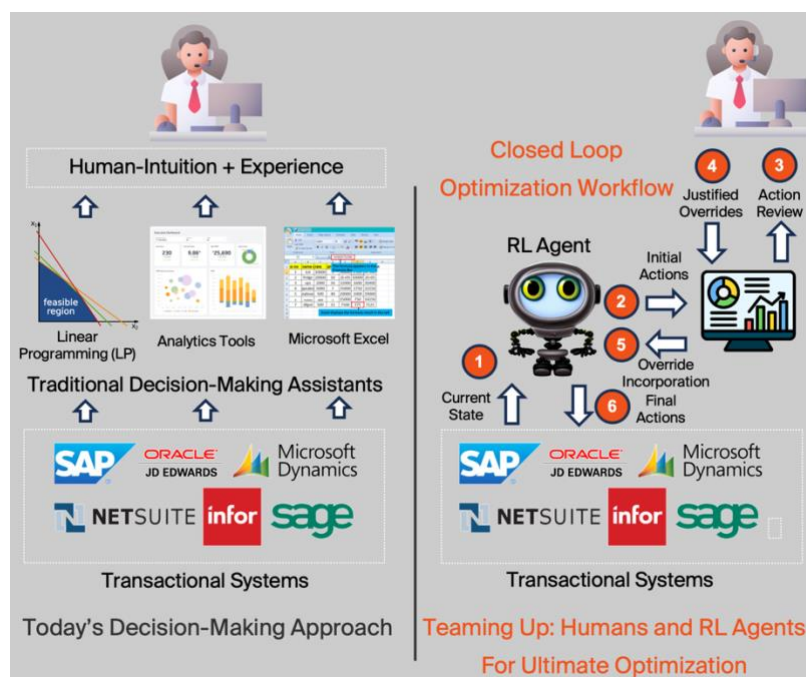 Human-Intuition + Experience
x₁
feasible
region
x₂
Linear
Programming (LP)
Analytics Tools
Microsoft Excel
Traditional Decision-Making Assistants
SAP
ORACLE
JD EDWARDS
Microsoft
Dynamics
N NETSUITE
infor
sage
Transactional Systems
Today's Decision-Making Approach
Closed Loop
Optimization Workflow
4
3
Justified
Overrides
Action
Review
RL Agent
Initial
Actions
2
1
5
Override
Incorporation
Current
State
6
Final
Actions
SAP
ORACLE
JD EDWARDS
Microsoft
Dynamics
N NETSUITE
infor
sage
Transactional Systems
Teaming Up: Humans and RL Agents
For Ultimate Optimization